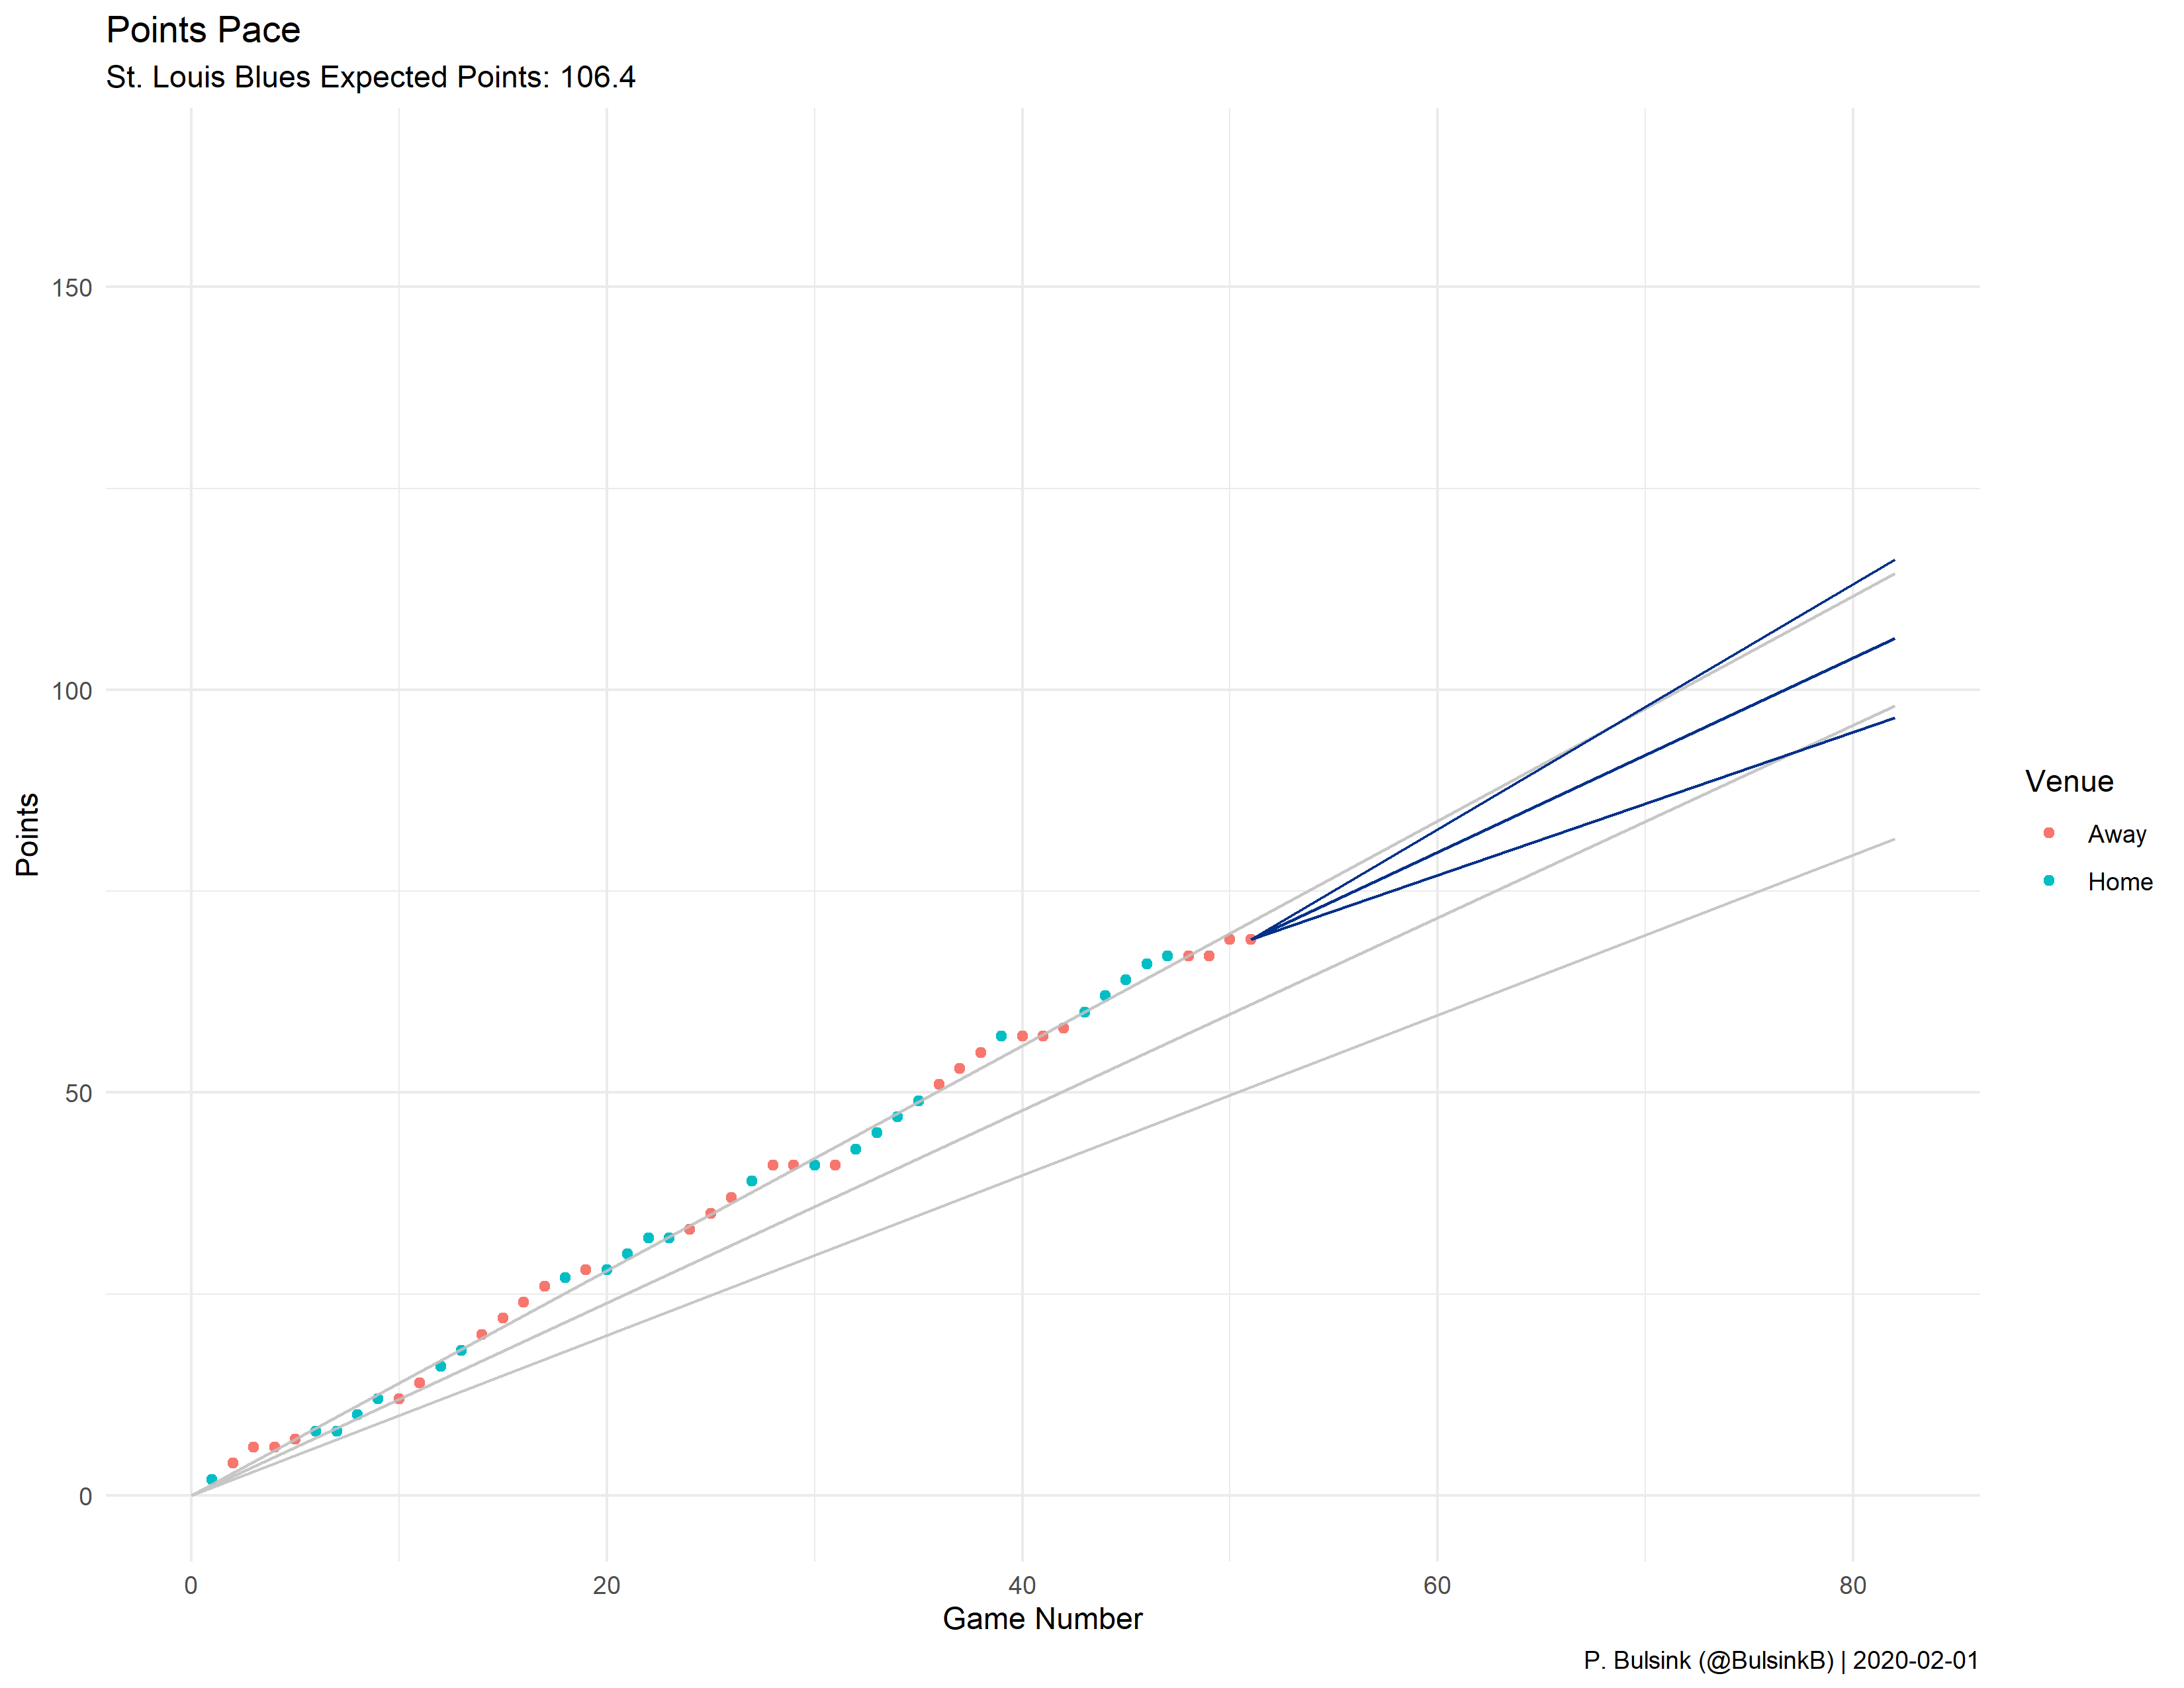 Points Pace
St. Louis Blues Expected Points: 106.4
150
100
50
0
Points
0 20 40 60 80
Game Number
Venue
Away
Home
P. Bulsink (@BulsinkB) | 2020-02-01